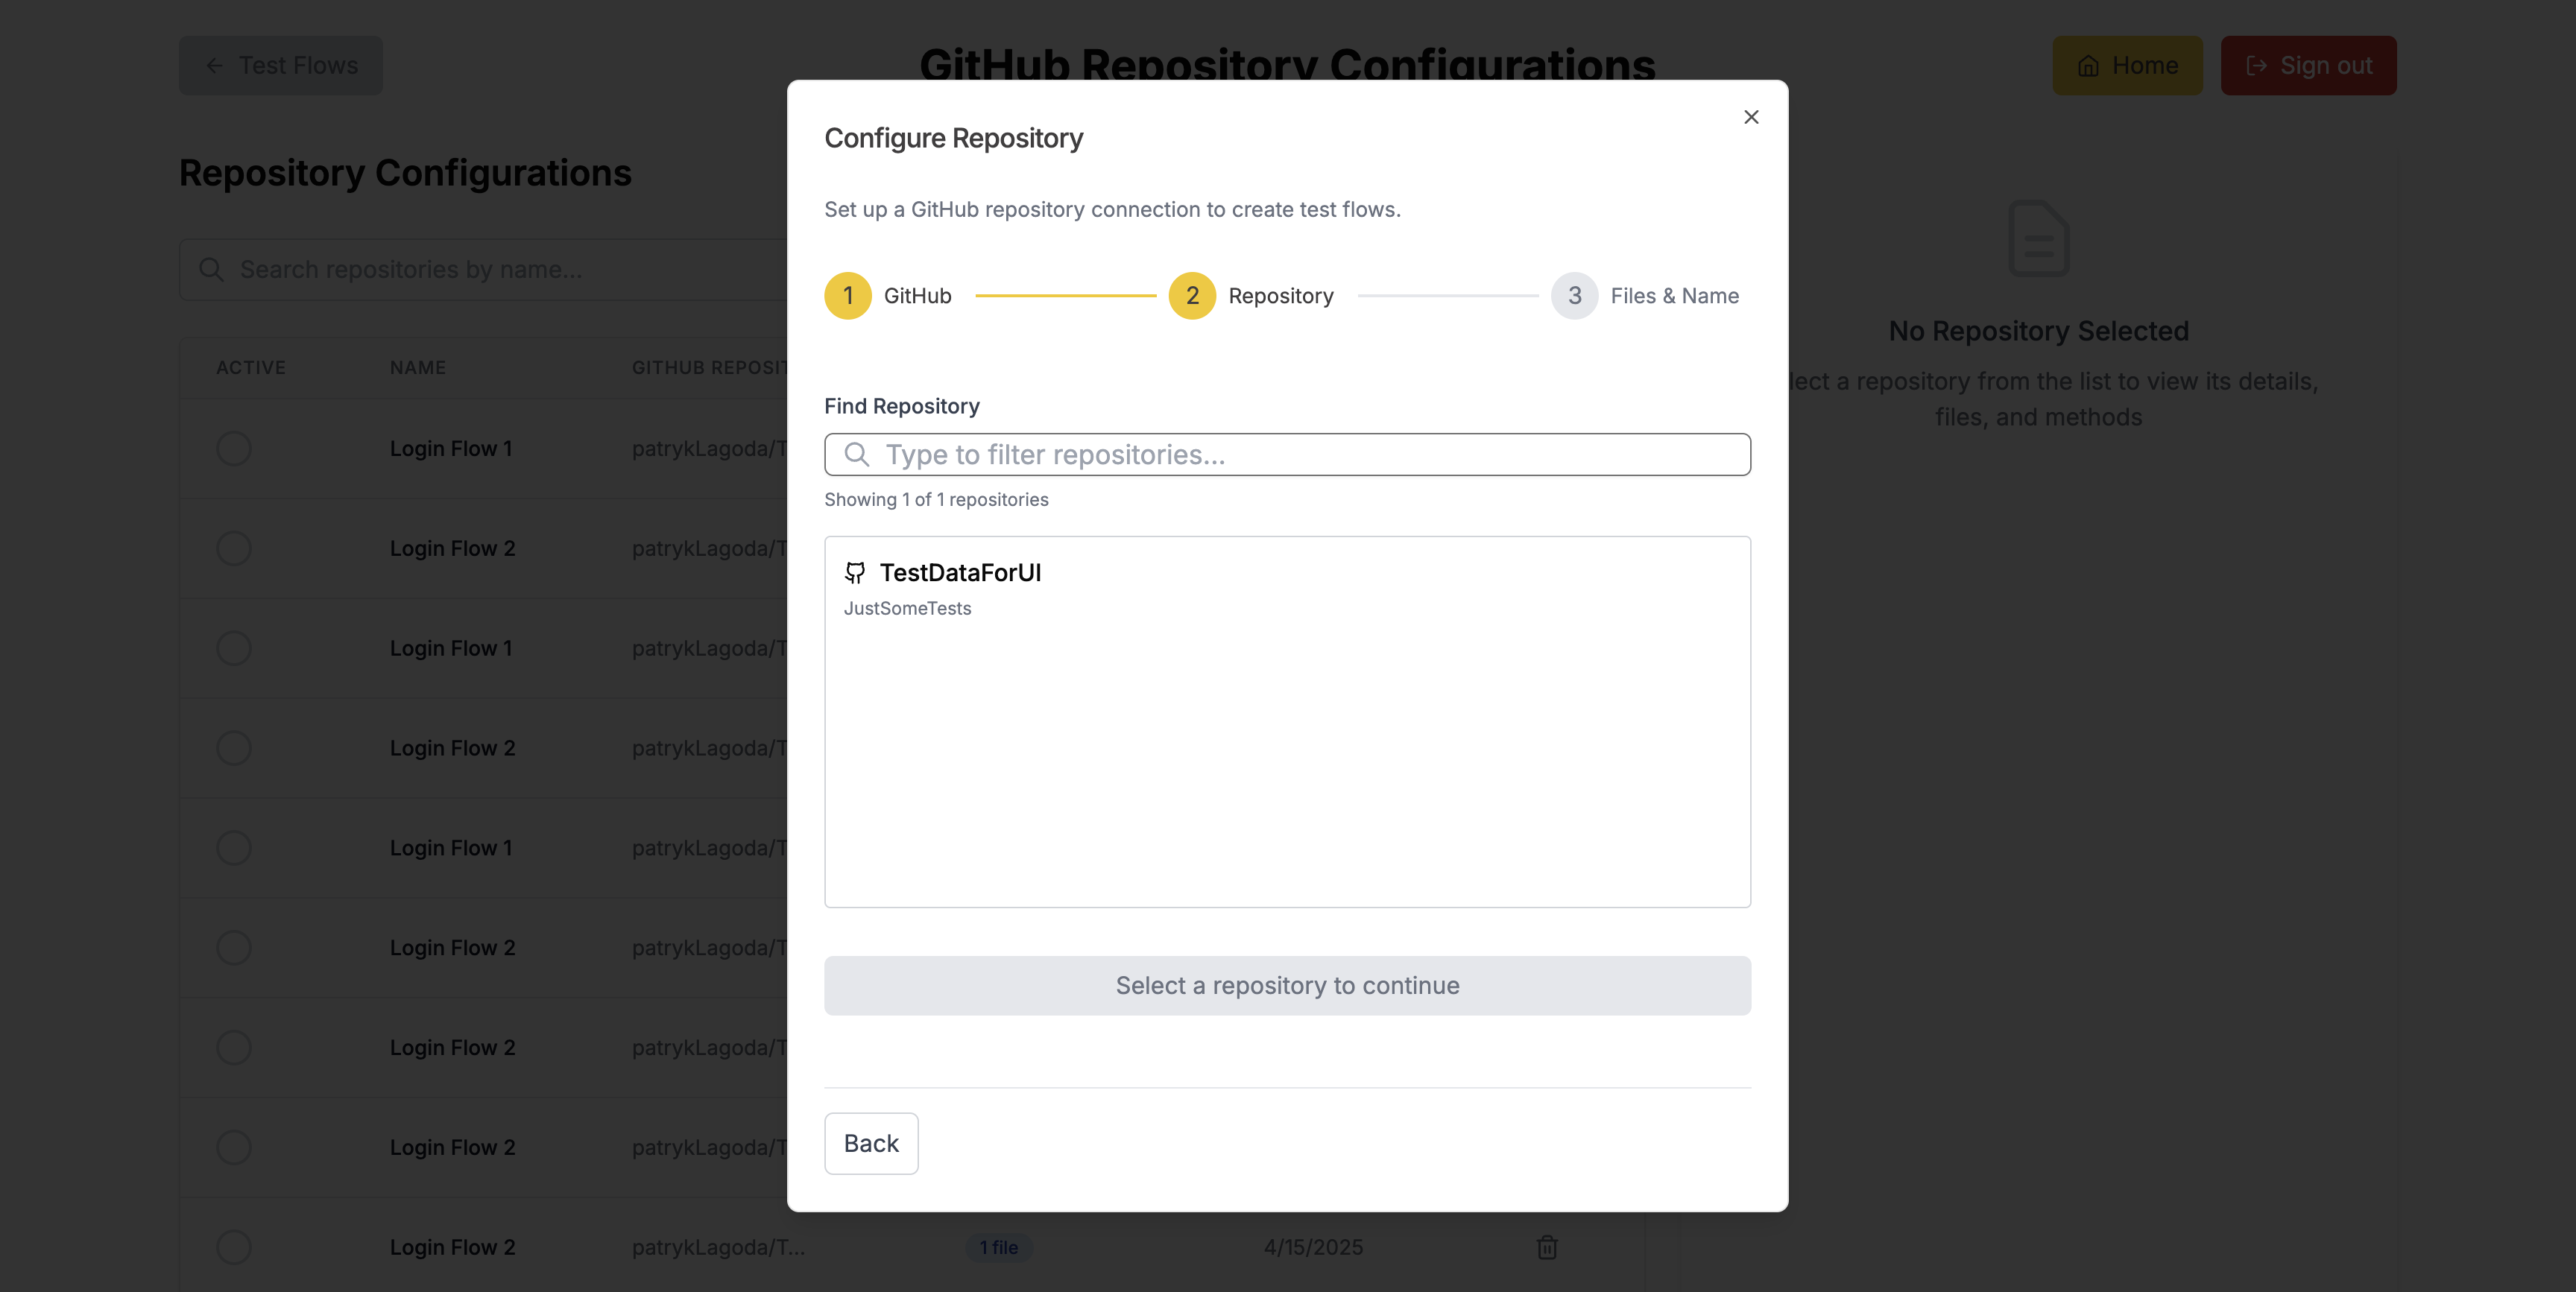 Test Flows
GitHub Repository Configurations
Home
Sign out
Repository Configurations
Search repositories by name...
ACTIVE NAME GITHUB REPOSIT
Login Flow 1 patrykLagoda/T
Login Flow 2 patrykLagoda/T
Login Flow 1 patrykLagoda/T
Login Flow 2 patrykLagoda/T
Login Flow 1 patrykLagoda/T
Login Flow 2 patrykLagoda/T
Login Flow 2 patrykLagoda/T
Login Flow 2 patrykLagoda/T
Login Flow 2 patrykLagoda/T... 1 file 4/15/2025
Configure Repository
Set up a GitHub repository connection to create test flows.
1 GitHub 2 Repository 3 Files & Name
Find Repository
Type to filter repositories...
Showing 1 of 1 repositories
TestDataForUI
JustSomeTests
Select a repository to continue
Back
No Repository Selected
lect a repository from the list to view its details,
files, and methods